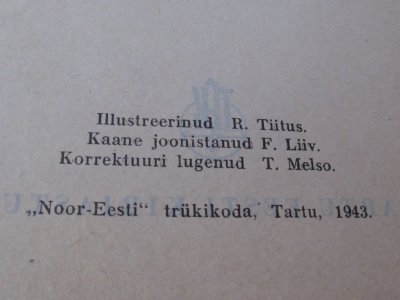 Illustreerinud R. Tiitus.
Kaane joonistanud F. Liiv.
Korrektuuri lugenud T. Melso.
„Noor-Eesti“ trükikoda, Tartu, 1943.